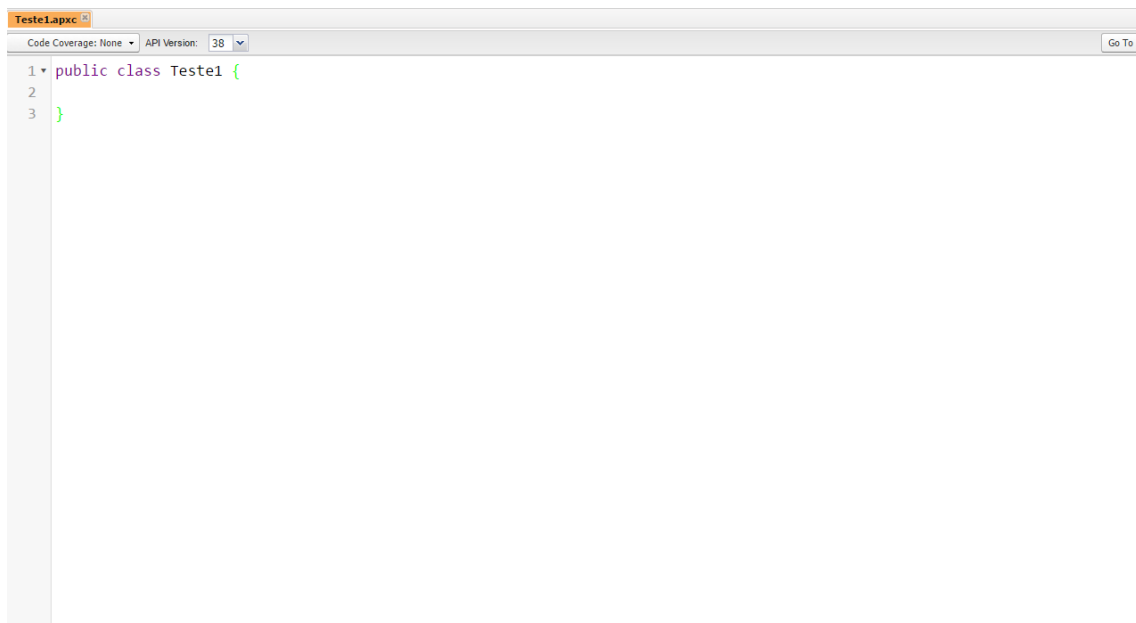 Teste1.apxc
Code Coverage: None API Version: 38 Go To
1 public class Teste1 {
2
3 }